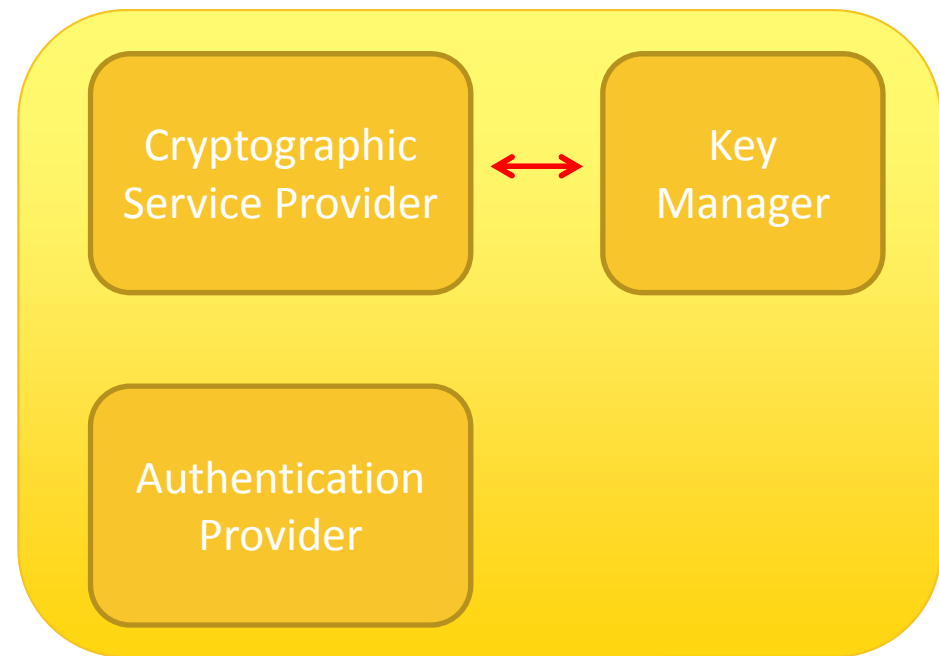 Cryptographic
Service Provider
Key
Manager
Authentication
Provider